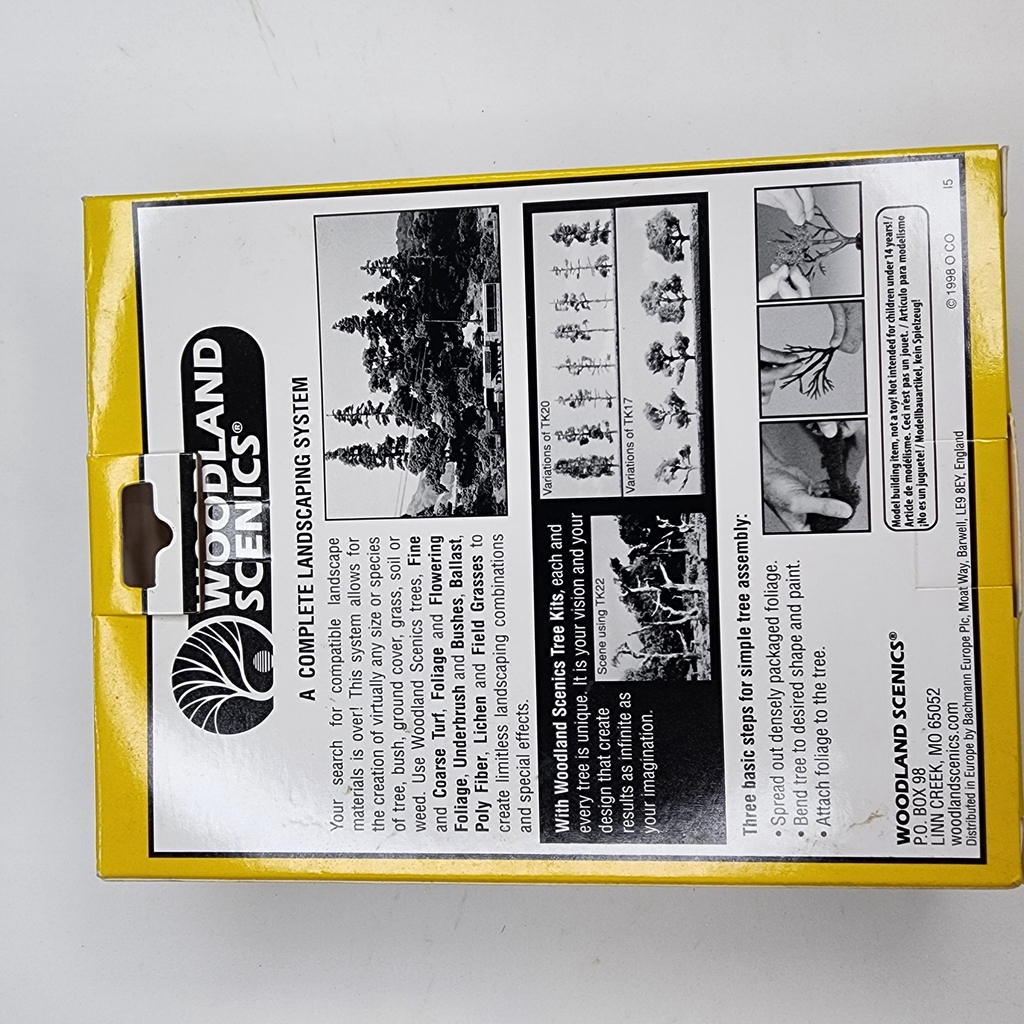 WOODLAND
SCENICS®
A COMPLETE LANDSCAPING SYSTEM
Your search for compatible landscape
materials is over! This system allows for
the creation of virtually any size or species
of tree, bush, ground cover, grass, soil or
weed. Use Woodland Scenics trees, Fine
and Coarse Turf, Foliage and Flowering
Foliage, Underbrush and Bushes, Ballast,
Poly Fiber, Lichen and Field Grasses to
create limitless landscaping combinations
and special effects.
With Woodland Scenics Tree Kits, each and
every tree is unique. It is your vision and your
design that create
results as infinite as
your imagination.
Scene using TK22
Variations of TK20
Variations of TK17
Three basic steps for simple tree assembly:
• Spread out densely packaged foliage.
• Bend tree to desired shape and paint.
• Attach foliage to the tree.
WOODLAND SCENICS®
P.O. BOX 98
LINN CREEK, MO 65052
woodlandscenics.com
Distributed in Europe by Bachmann Europe Plc, Moat Way, Barwell, LE9 8EY, England
Model building item, not a toy! Not intended for children under 14 years! /
Article de modélisme. Ceci n'est pas un jouet. / Artículo para modelismo
¡No es un juguete! / Modellbauartikel, kein Spielzeug!
© 1998 O CO
I5